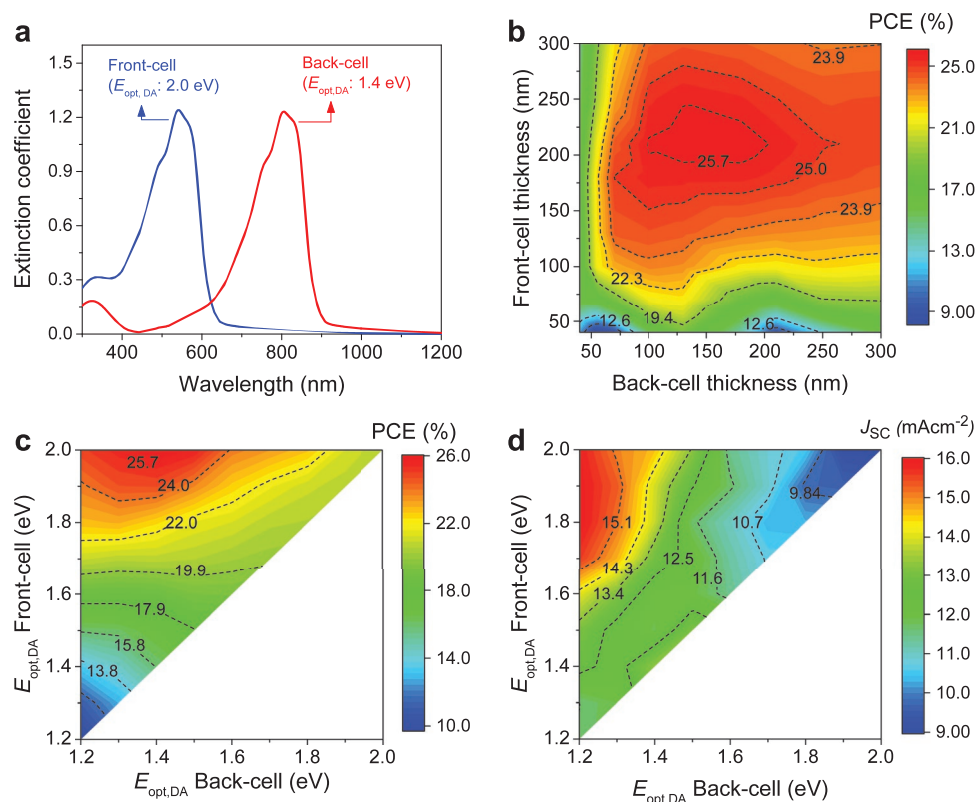 a
Front-cell
(E_opt, DA: 2.0 eV)
Back-cell
(E_opt,DA: 1.4 eV)
Extinction coefficient
1.5
1.2
0.9
0.6
0.3
0.0
400 600 800 1000 1200
Wavelength (nm)
b
PCE (%)
Front-cell thickness (nm)
300
250
200
150
100
50
23.9
25.7
25.0
23.9
22.3
19.4
12.6
12.6
50 100 150 200 250 300
Back-cell thickness (nm)
25.0
21.0
17.0
13.0
9.00
c
PCE (%)
E_opt,DA Front-cell (eV)
2.0
1.8
1.6
1.4
1.2
25.7
24.0
22.0
19.9
17.9
15.8
13.8
1.2 1.4 1.6 1.8 2.0
E_opt,DA Back-cell (eV)
26.0
22.0
18.0
14.0
10.0
d
J_SC (mAcm⁻²)
E_opt,DA Front-cell (eV)
2.0
1.8
1.6
1.4
1.2
9.84
15.1
10.7
12.5
14.3
11.6
13.4
1.2 1.4 1.6 1.8 2.0
E_opt,DA Back-cell (eV)
16.0
15.0
14.0
13.0
12.0
11.0
10.0
9.00